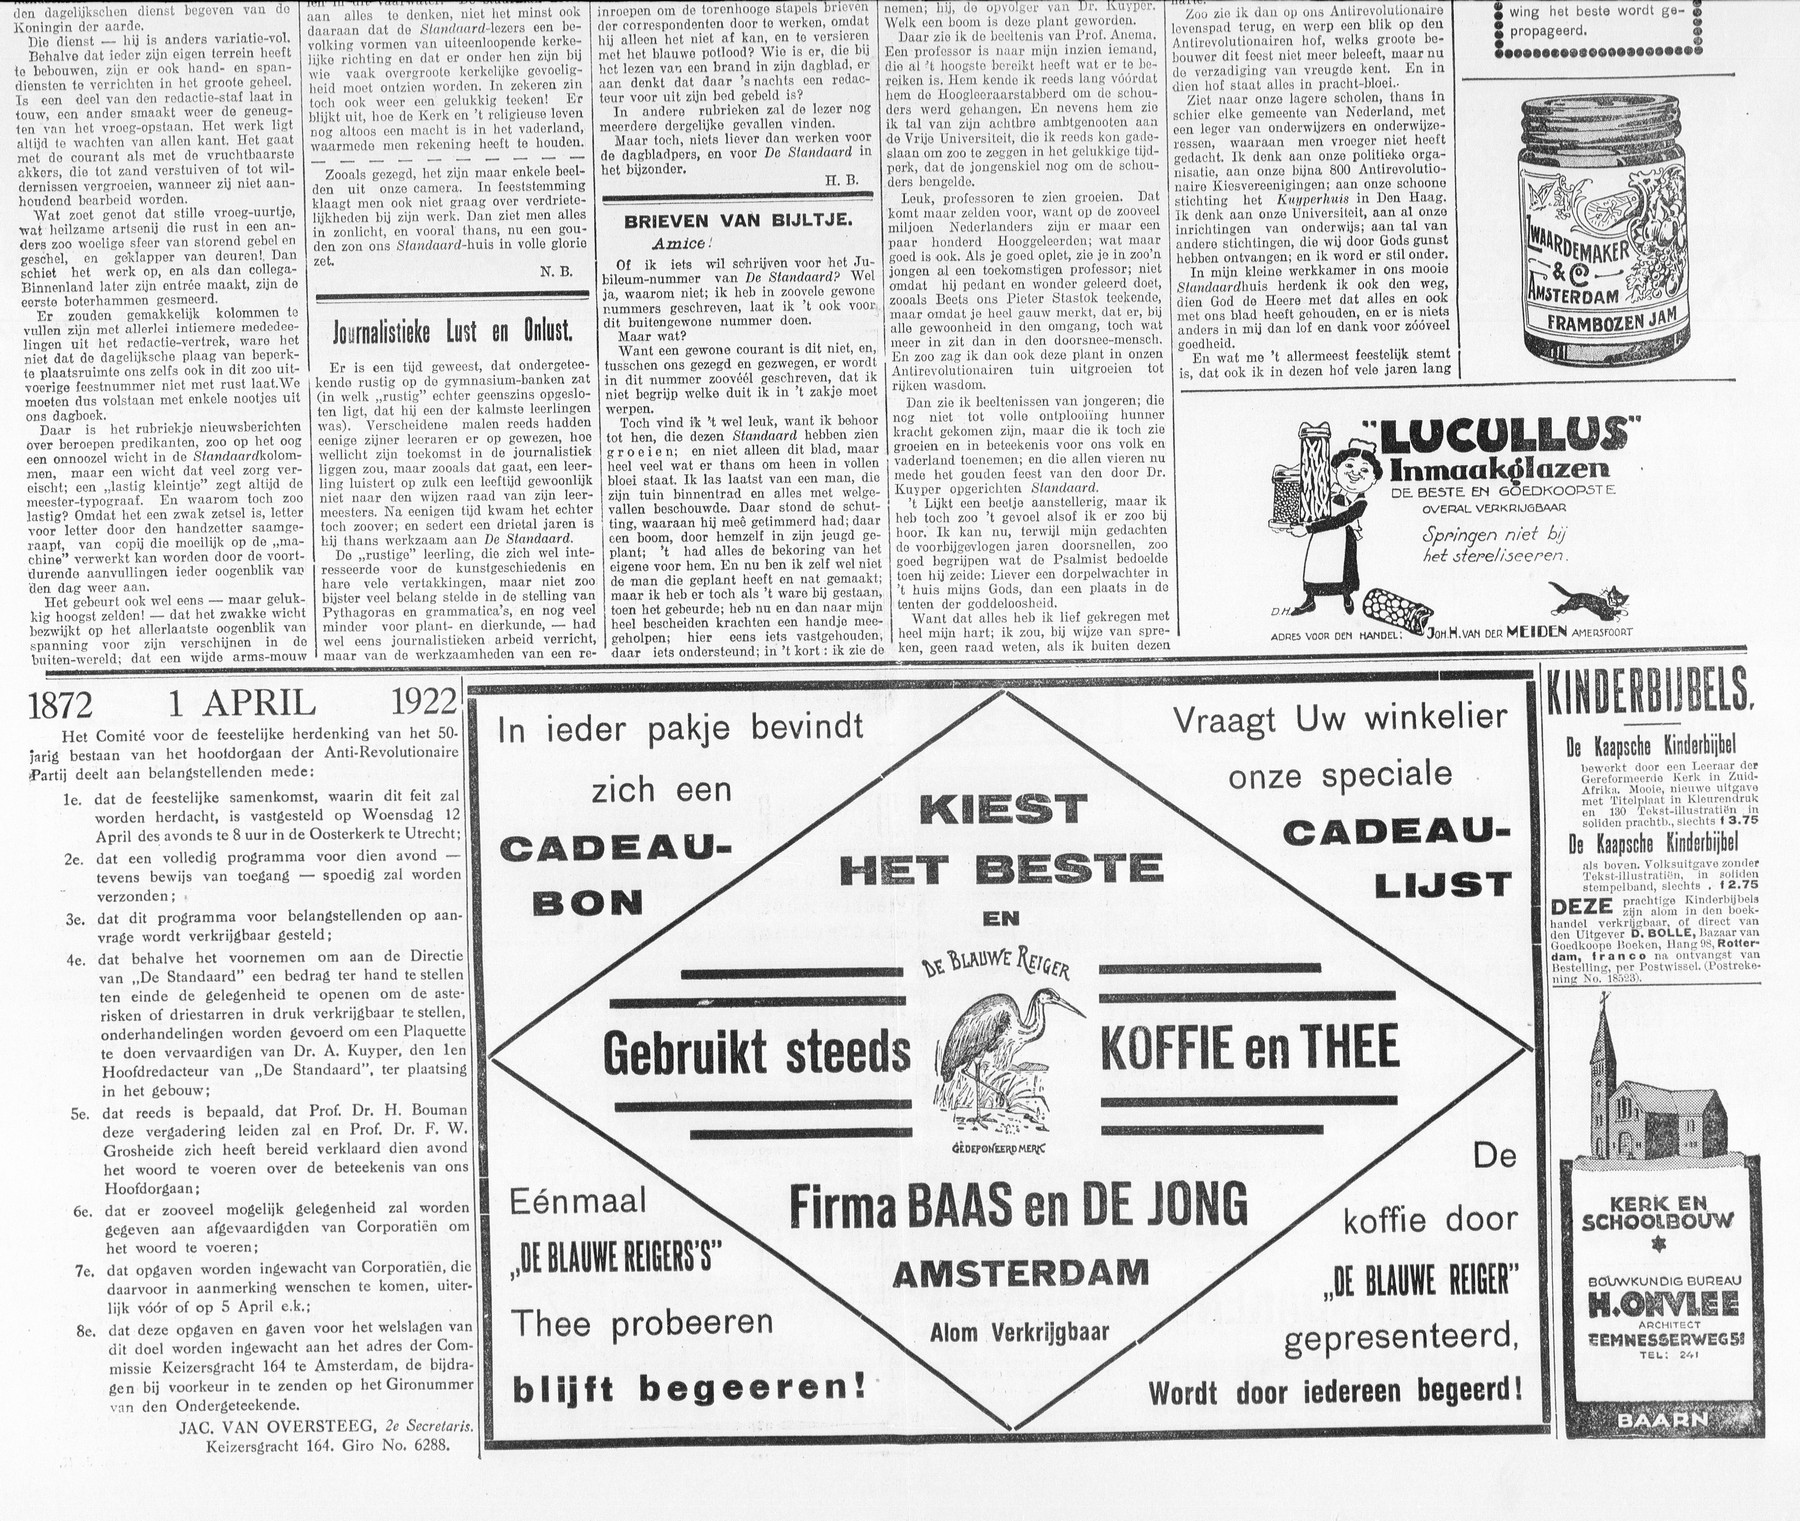 den dagelijkschen dienst begeven van de
Koningin der aarde.
Die dienst — hij is anders variatie-vol.
Behalve dat ieder zijn eigen terrein heeft
te bebouwen, zijn er ook hand- en span-
diensten te verrichten in het groote geheel.
Is een deel van den redactie-staf laat in
touw, een ander smaakt weer de geneug-
ten van het vroeg-opstaan. Het werk ligt
altijd te wachten van allen kant. Het gaat
met de courant als met de vruchtbaarste
akkers, die tot zand verstuiven of tot wil-
dernissen vergroeien, wanneer zij niet aan-
houdend bearbeid worden.
Wat zoet genot dat stille vroeg-uurtje,
wat heilzame artsenij die rust in een an-
ders zoo woelige sfeer van storend gebel en
geschel, en geklapper van deuren! Dan
schiet het werk op, en als dan collega-
Binnenland later zijn entrée maakt, zijn de
eerste boterhammen gesmeerd.
Er zouden gemakkelijk kolommen te
vullen zijn met allerlei intiemere mededee-
lingen uit het redactie-vertrek, ware het
niet dat de dagelijksche plaag van beperk-
te plaatsruimte ons zelfs ook in dit zoo uit-
voerige feestnummer niet met rust laat. We
moeten dus volstaan met enkele nootjes uit
ons dagboek.
Daar is het rubriekje nieuwsberichten
over beroepen predikanten, zoo op het oog
een onnoozel wicht in de Standaardkolom-
men, maar een wicht dat veel zorg ver-
eischt; een „lastig kleintje” zegt altijd de
meester-typograaf. En waarom toch zoo
lastig? Omdat het een zwak zetsel is, letter
voor letter door den handzetter saamge-
raapt, van copij die moeilijk op de „ma-
chine” verwerkt kan worden door de voort-
durende aanvullingen ieder oogenblik van
den dag weer aan.
Het gebeurt ook wel eens — maar geluk-
kig hoogst zelden! — dat het zwakke wicht
bezwijkt op het allerlaatste oogenblik van
spanning voor zijn verschijnen in de
buiten-wereld; dat een wijde arms-mouw
aan alles te denken, niet het minst ook
daaraan dat de Standaard-lezers een be-
volking vormen van uiteenloopende kerke-
lijke richting en dat er onder hen zijn bij
wie vaak overgroote kerkelijke gevoelig-
heid moet ontzien worden. In zekeren zin
toch ook weer een gelukkig teeken! Er
blijkt uit, hoe de Kerk en 't religieuse leven
nog altoos een macht is in het vaderland,
waarmede men rekening heeft te houden.
Zooals gezegd, het zijn maar enkele beel-
den uit onze camera. In feeststemming
klaagt men ook niet graag over verdriete-
lijkheden bij zijn werk. Dan ziet men alles
in zonlicht, en vooral thans, nu een gou-
den zon ons Standaard-huis in volle glorie
zet.
N. B.
Journalistieke Lust en Onlust.
Er is een tijd geweest, dat ondergetee-
kende rustig op de gymnasium-banken zat
(in welk „rustig” echter geenszins opgeslo-
ten ligt, dat hij een der kalmste leerlingen
was). Verscheidene malen reeds hadden
eenige zijner leeraren er op gewezen, hoe
wellicht zijn toekomst in de journalistiek
liggen zou, maar zooals dat gaat, een leer-
ling luistert op zulk een leeftijd gewoonlijk
niet naar den wijzen raad van zijn leer-
meesters. Na eenigen tijd kwam het echter
toch zoover; en sedert een drietal jaren is
hij thans werkzaam aan De Standaard.
De „rustige” leerling, die zich wel inte-
resseerde voor de kunstgeschiedenis en
hare vele vertakkingen, maar niet zoo
bijster veel belang stelde in de stelling van
Pythagoras en grammatica's, en nog veel
minder voor plant- en dierkunde, — had
wel eens journalistieken arbeid verricht,
maar van de werkzaamheden van een re-
inroepen om de torenhooge stapels brieven
der correspondenten door te werken, omdat
hij alleen het niet af kan, en te versieren
met het blauwe potlood? Wie is er, die bij
het lezen van een brand in zijn dagblad, er
aan denkt dat daar 's nachts een redac-
teur voor uit zijn bed gebeld is?
In andere rubrieken zal de lezer nog
meerdere dergelijke gevallen vinden.
Maar toch, niets liever dan werken voor
de dagbladpers, en voor De Standaard in
het bijzonder.
H. B.
BRIEVEN VAN BIJLTJE.
Amice!
Of ik iets wil schrijven voor het Ju-
bileum-nummer van De Standaard? Wel
ja, waarom niet; ik heb in zoovele gewone
nummers geschreven, laat ik 't ook voor
dit buitengewone nummer doen.
Maar wat?
Want een gewone courant is dit niet, en,
tusschen ons gezegd en gezwegen, er wordt
in dit nummer zoovéél geschreven, dat ik
niet begrijp welke duit ik in 't zakje moet
werpen.
Toch vind ik 't wel leuk, want ik behoor
tot hen, die dezen Standaard hebben zien
groeien; en niet alleen dit blad, maar
heel veel wat er thans om heen in vollen
bloei staat. Ik las laatst van een man, die
zijn tuin binnentrad en alles met welge-
vallen beschouwde. Daar stond de schut-
ting, waaraan hij meê getimmerd had; daar
een boom, door hemzelf in zijn jeugd ge-
plant; 't had alles de bekoring van het
eigene voor hem. En nu ben ik zelf wel niet
de man die geplant heeft en nat gemaakt;
maar ik heb er toch als 't ware bij gestaan,
toen het gebeurde; heb nu en dan naar mijn
heel bescheiden krachten een handje mee-
geholpen; hier eens iets vastgehouden,
daar iets ondersteund; in 't kort: ik zie de
nemen; hij, de opvolger van Dr. Kuyper.
Welk een boom is deze plant geworden.
Daar zie ik de beeltenis van Prof. Anema.
Een professor is naar mijn inzien iemand,
die al 't hoogste bereikt heeft wat er te be-
reiken is. Hem kende ik reeds lang vóórdat
hem de Hoogleeraarstabberd om de schou-
ders werd gehangen. En nevens hem zie
ik tal van zijn achtbre ambtgenooten aan
de Vrije Universiteit, die ik reeds kon gade-
slaan om zoo te zeggen in het gelukkige tijd-
perk, dat de jongenskiel nog om de schou-
ders bengelde.
Leuk, professoren te zien groeien. Dat
komt maar zelden voor, want op de zooveel
miljoen Nederlanders zijn er maar een
paar honderd Hooggeleerden; wat maar
goed is ook. Als je goed oplet, zie je in zoo'n
jongen al een toekomstigen professor; niet
omdat hij pedant en wonder geleerd doet,
zooals Beets ons Pieter Stastok teekende,
maar omdat je heel gauw merkt, dat er, bij
alle gewoonheid in den omgang, toch wat
meer in zit dan in den doorsnee-mensch.
En zoo zag ik dan ook deze plant in onzen
Antirevolutionairen tuin uitgroeien tot
rijken wasdom.
Dan zie ik beeltenissen van jongeren; die
nog niet tot volle ontplooiing hunner
kracht gekomen zijn, maar die ik toch zie
groeien en in beteekenis voor ons volk en
vaderland toenemen; en die allen vieren nu
mede het gouden feest van den door Dr.
Kuyper opgerichten Standaard.
't Lijkt een beetje aanstellerig, maar ik
heb toch zoo 't gevoel alsof ik er zoo bij
hoor. Ik kan nu, terwijl mijn gedachten
de voorbijgevlogen jaren doorsnellen, zoo
goed begrijpen wat de Psalmist bedoelde
toen hij zeide: Liever een dorpelwachter in
't huis mijns Gods, dan een plaats in de
tenten der goddeloosheid.
Want dat alles heb ik lief gekregen met
heel mijn hart; ik zou, bij wijze van spre-
ken, geen raad weten, als ik buiten dezen
Zoo zie ik dan op ons Antirevolutionaire
levenspad terug, en werp een blik op den
Antirevolutionairen hof, welks groote be-
bouwer dit feest niet meer beleeft, maar nu
de verzadiging van vreugde kent. En in
dien hof staat alles in pracht-bloei.
Ziet naar onze lagere scholen, thans in
schier elke gemeente van Nederland, met
een leger van onderwijzers en onderwijze-
ressen, waaraan men vroeger niet heeft
gedacht. Ik denk aan onze politieke orga-
nisatie, aan onze bijna 800 Antirevolutio-
naire Kiesvereenigingen; aan onze schoone
stichting het Kuyperhuis in Den Haag.
Ik denk aan onze Universiteit, aan al onze
inrichtingen van onderwijs; aan tal van
andere stichtingen, die wij door Gods gunst
hebben ontvangen; en ik word er stil onder.
In mijn kleine werkkamer in ons mooie
Standaardhuis herdenk ik ook den weg,
dien God de Heere met dat alles en ook
met ons blad heeft gehouden, en er is niets
anders in mij dan lof en dank voor zóóveel
goedheid.
En wat me 't allermeest feestelijk stemt
is, dat ook ik in dezen hof vele jaren lang
wing het beste wordt ge-
propageerd.
ZWAARDEMAKER
& Co
AMSTERDAM
FRAMBOZEN JAM
"LUCULLUS"
Inmaakglazen
DE BESTE EN GOEDKOOPSTE
OVERAL VERKRIJGBAAR
Springen niet bij
het stereliseeren.
D.H.
ADRES VOOR DEN HANDEL: JOH. H. VAN DER MEIDEN AMERSFOORT
1872 1 APRIL 1922
Het Comité voor de feestelijke herdenking van het 50-
jarig bestaan van het hoofdorgaan der Anti-Revolutionaire
Partij deelt aan belangstellenden mede:
1e. dat de feestelijke samenkomst, waarin dit feit zal
worden herdacht, is vastgesteld op Woensdag 12
April des avonds te 8 uur in de Oosterkerk te Utrecht;
2e. dat een volledig programma voor dien avond —
tevens bewijs van toegang — spoedig zal worden
verzonden;
3e. dat dit programma voor belangstellenden op aan-
vrage wordt verkrijgbaar gesteld;
4e. dat behalve het voornemen om aan de Directie
van „De Standaard” een bedrag ter hand te stellen
ten einde de gelegenheid te openen om de aste-
risken of driestarren in druk verkrijgbaar te stellen,
onderhandelingen worden gevoerd om een Plaquette
te doen vervaardigen van Dr. A. Kuyper, den 1en
Hoofdredacteur van „De Standaard”, ter plaatsing
in het gebouw;
5e. dat reeds is bepaald, dat Prof. Dr. H. Bouman
deze vergadering leiden zal en Prof. Dr. F. W.
Grosheide zich heeft bereid verklaard dien avond
het woord te voeren over de beteekenis van ons
Hoofdorgaan;
6e. dat er zooveel mogelijk gelegenheid zal worden
gegeven aan afgevaardigden van Corporatiën om
het woord te voeren;
7e. dat opgaven worden ingewacht van Corporatiën, die
daarvoor in aanmerking wenschen te komen, uiter-
lijk vóór of op 5 April e.k.;
8e. dat deze opgaven en gaven voor het welslagen van
dit doel worden ingewacht aan het adres der Com-
missie Keizersgracht 164 te Amsterdam, de bijdra-
gen bij voorkeur in te zenden op het Gironummer
van den Ondergeteekende.
JAC. VAN OVERSTEEG, 2e Secretaris.
Keizersgracht 164. Giro No. 6288.
In ieder pakje bevindt
zich een
CADEAU-
BON
Vraagt Uw winkelier
onze speciale
CADEAU-
LIJST
KIEST
HET BESTE
EN
DE BLAUWE REIGER
Gebruikt steeds KOFFIE en THEE
GEDEPONEERD MERK
Firma BAAS en DE JONG
AMSTERDAM
Alom Verkrijgbaar
Eénmaal
„DE BLAUWE REIGERS'S”
Thee probeeren
blijft begeeren!
De
koffie door
„DE BLAUWE REIGER”
gepresenteerd,
Wordt door iedereen begeerd!
KINDERBIJBELS.
De Kaapsche Kinderbijbel
bewerkt door een Leeraar der
Gereformeerde Kerk in Zuid-
Afrika. Mooie, nieuwe uitgave
met Titelplaat in Kleurendruk
en 130 Tekst-illustratiën in
soliden prachtb., slechts f 3.75
De Kaapsche Kinderbijbel
als boven. Volksuitgave zonder
Tekst-illustratiën, in soliden
stempelband, slechts . f 2.75
DEZE prachtige Kinderbijbels
zijn alom in den boek-
handel verkrijgbaar, of direct van
den Uitgever D. BOLLE, Bazaar van
Goedkoope Boeken, Hang 98, Rotter-
dam, franco na ontvangst van
Bestelling, per Postwissel. (Postreke-
ning No. 18523).
KERK EN
SCHOOLBOUW
BOUWKUNDIG BUREAU
H. ONVLEE
ARCHITECT
EEMNESSERWEG 58
TEL: 241
BAARN